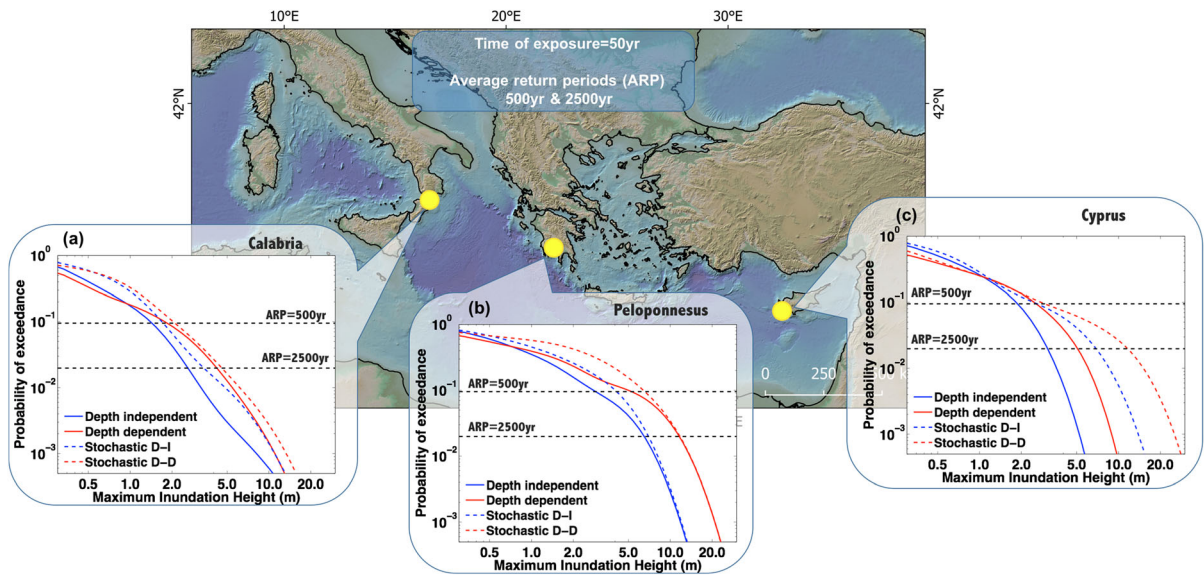 10°E 20°E 30°E
Time of exposure=50yr
Average return periods (ARP)
500yr & 2500yr
42°N
42°N
0 250
(a)
Calabria
Probability of exceedance
10⁰
10⁻¹
10⁻²
10⁻³
ARP=500yr
ARP=2500yr
Depth independent
Depth dependent
Stochastic D–I
Stochastic D–D
0.5 1.0 2.0 5.0 10.0 20.0
Maximum Inundation Height (m)
(b)
Peloponnesus
Probability of exceedance
10⁰
10⁻¹
10⁻²
10⁻³
ARP=500yr
ARP=2500yr
Depth independent
Depth dependent
Stochastic D–I
Stochastic D–D
0.5 1.0 2.0 5.0 10.0 20.0
Maximum Inundation Height (m)
(c)
Cyprus
Probability of exceedance
10⁰
10⁻¹
10⁻²
10⁻³
ARP=500yr
ARP=2500yr
Depth independent
Depth dependent
Stochastic D–I
Stochastic D–D
0.5 1.0 2.0 5.0 10.0 20.0
Maximum Inundation Height (m)